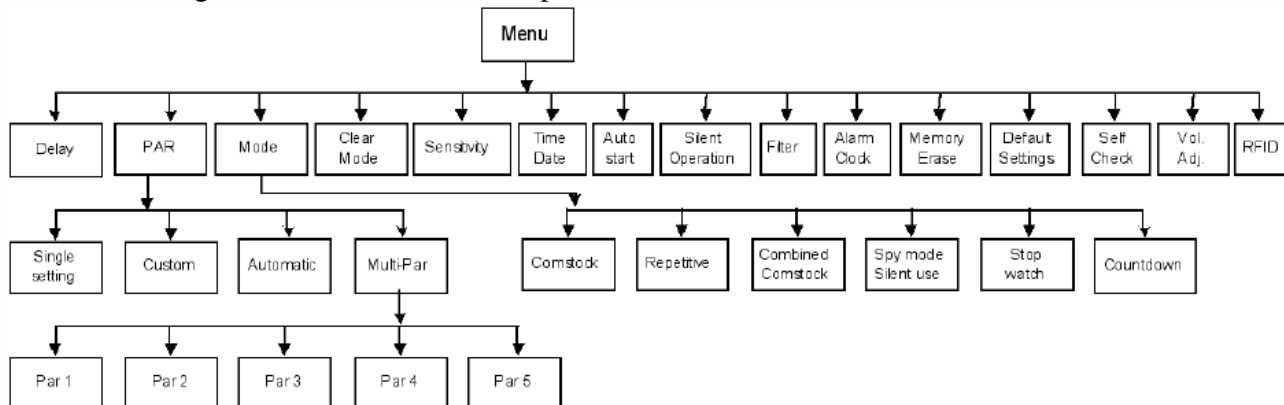 Menu
Delay
PAR
Mode
Clear
Mode
Sensitivity
Time
Date
Auto
start
Silent
Operation
Filter
Alarm
Clock
Memory
Erase
Default
Settings
Self
Check
Vol.
Adj.
RFID
Single
setting
Custom
Automatic
Multi-Par
Comstock
Repetitive
Combined
Comstock
Spy mode
Silent use
Stop
watch
Countdown
Par 1
Par 2
Par 3
Par 4
Par 5